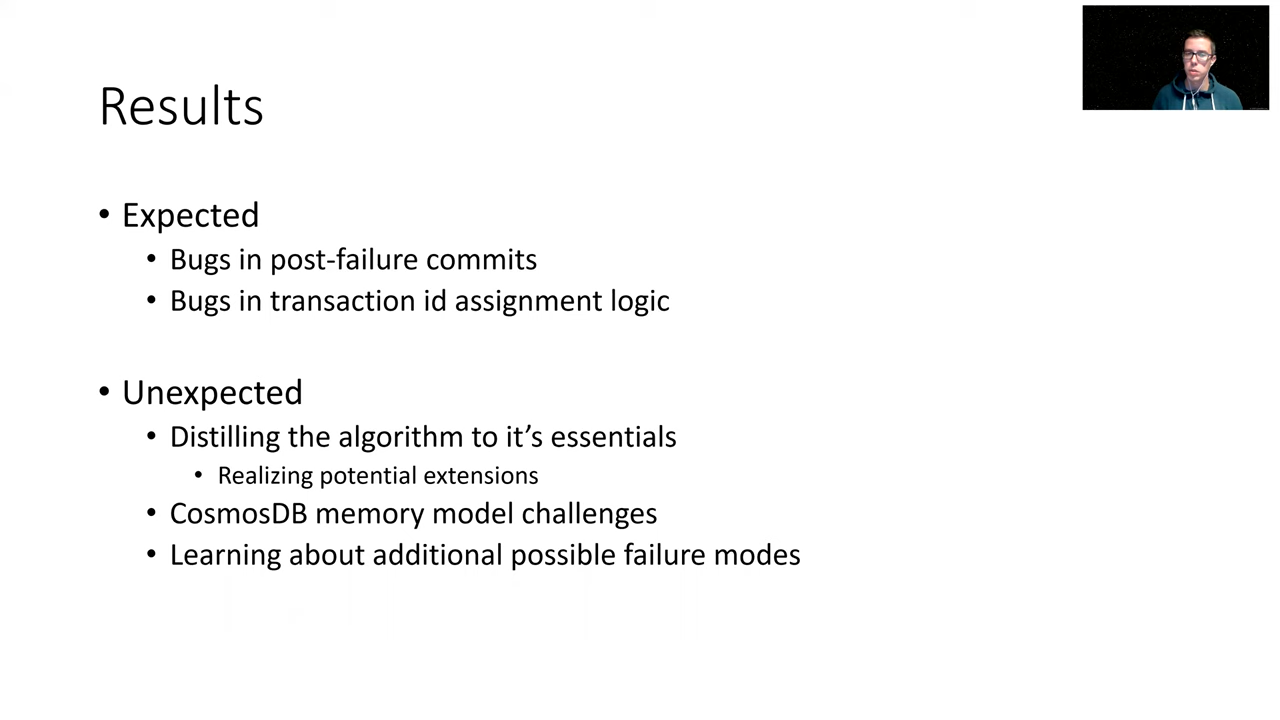 Results
• Expected
• Bugs in post-failure commits
• Bugs in transaction id assignment logic
• Unexpected
• Distilling the algorithm to it’s essentials
• Realizing potential extensions
• CosmosDB memory model challenges
• Learning about additional possible failure modes